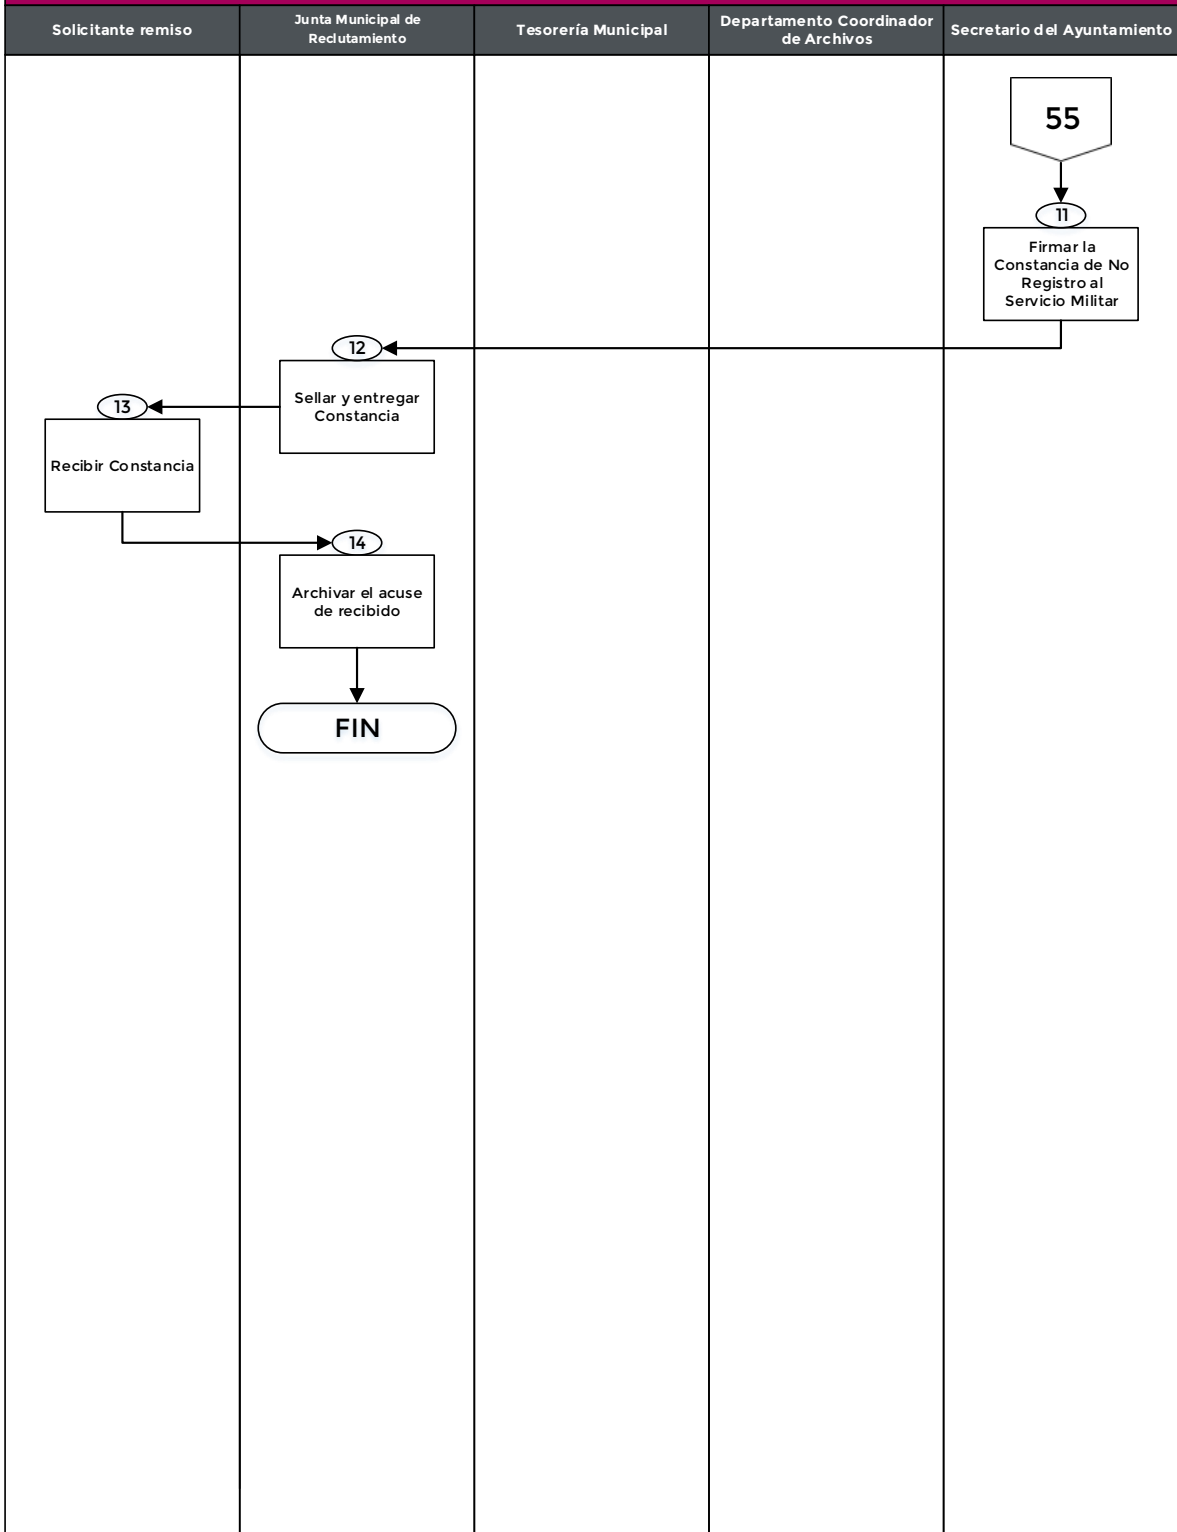 Solicitante remiso
Junta Municipal de
Reclutamiento
Tesorería Municipal
Departamento Coordinador
de Archivos
Secretario del Ayuntamiento
55
11
Firmar la
Constancia de No
Registro al
Servicio Militar
12
Sellar y entregar
Constancia
13
Recibir Constancia
14
Archivar el acuse
de recibido
FIN